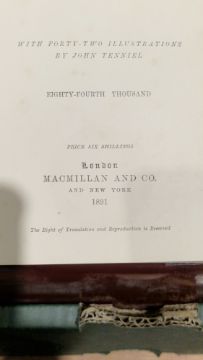 WITH FORTY-TWO ILLUSTRATIONS
BY JOHN TENNIEL
EIGHTY-FOURTH THOUSAND
PRICE SIX SHILLINGS
London
MACMILLAN AND CO.
AND NEW YORK
1891
The Right of Translation and Reproduction is Reserved